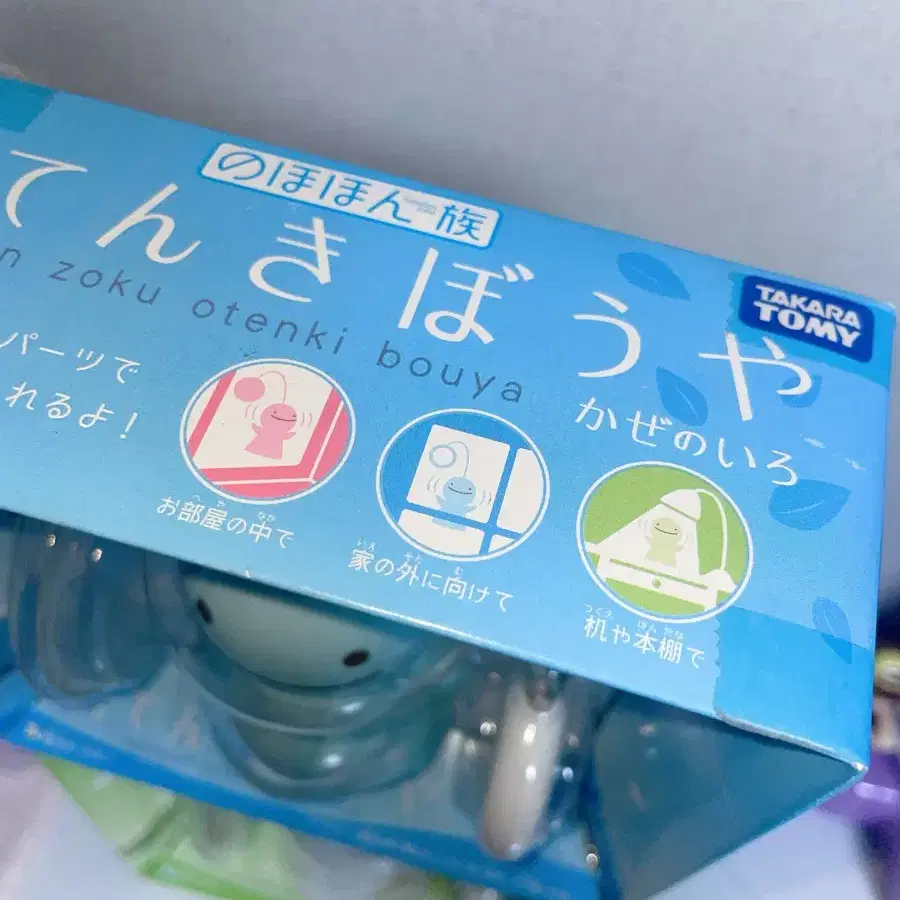 のほほん一族
てんきぼうや
n zoku otenki bouya
かぜのいろ
TAKARA
TOMY
パーツで
れるよ!
お部屋の中で
家の外に向けて
机や本棚で